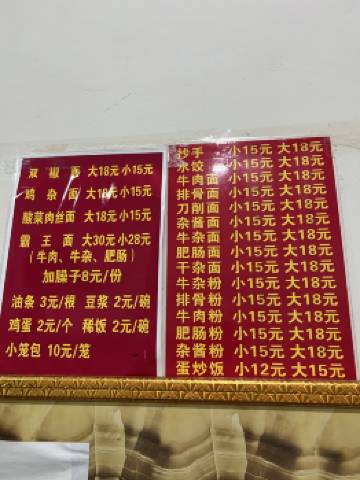 双椒面 大18元 小15元
鸡杂面 大18元 小15元
酸菜肉丝面 大18元 小15元
霸王面 大30元 小28元
(牛肉、牛杂、肥肠)
加臊子8元/份
油条 3元/根 豆浆 2元/碗
鸡蛋 2元/个 稀饭 2元/碗
小笼包 10元/笼
抄手 小15元 大18元
水饺 小15元 大18元
牛肉面 小15元 大18元
排骨面 小15元 大18元
刀削面 小15元 大18元
杂酱面 小15元 大18元
牛杂面 小15元 大18元
肥肠面 小15元 大18元
干杂面 小15元 大18元
牛杂粉 小15元 大18元
排骨粉 小15元 大18元
牛肉粉 小15元 大18元
肥肠粉 小15元 大18元
杂酱粉 小15元 大18元
蛋炒饭 小12元 大15元